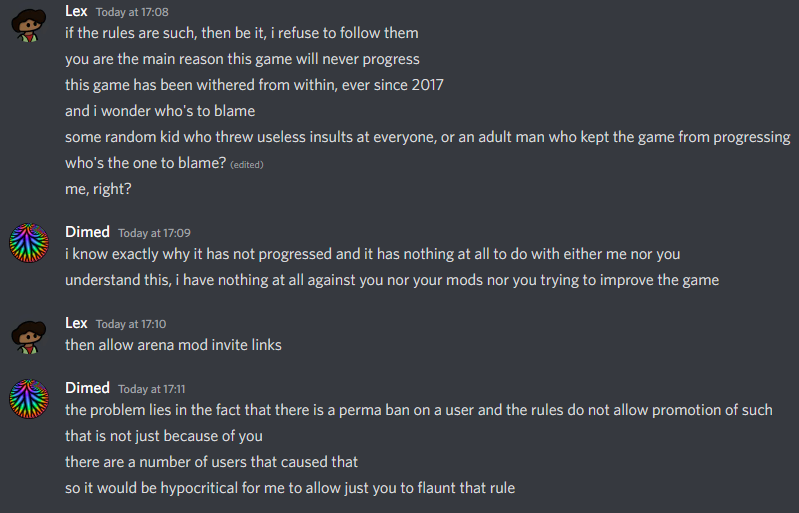 Lex Today at 17:08
if the rules are such, then be it, i refuse to follow them
you are the main reason this game will never progress
this game has been withered from within, ever since 2017
and i wonder who's to blame
some random kid who threw useless insults at everyone, or an adult man who kept the game from progressing
who's the one to blame? (edited)
me, right?
Dimed Today at 17:09
i know exactly why it has not progressed and it has nothing at all to do with either me nor you
understand this, i have nothing at all against you nor your mods nor you trying to improve the game
Lex Today at 17:10
then allow arena mod invite links
Dimed Today at 17:11
the problem lies in the fact that there is a perma ban on a user and the rules do not allow promotion of such
that is not just because of you
there are a number of users that caused that
so it would be hypocritical for me to allow just you to flaunt that rule